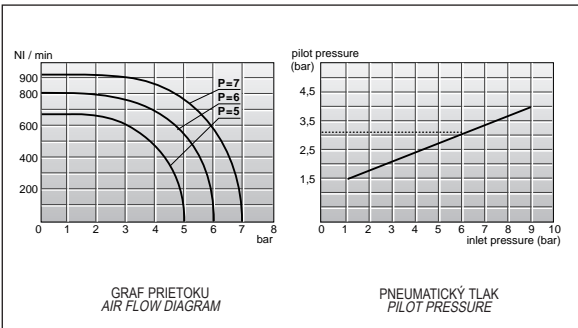 NI / min
900
800
600
400
200
P=7
P=6
P=5
0 1 2 3 4 5 6 7 8
bar
GRAF PRIETOKU
AIR FLOW DIAGRAM
pilot pressure
(bar)
4,5
3,5
2,5
1,5
0 1 2 3 4 5 6 7 8 9 10
inlet pressure (bar)
PNEUMATICKÝ TLAK
PILOT PRESSURE